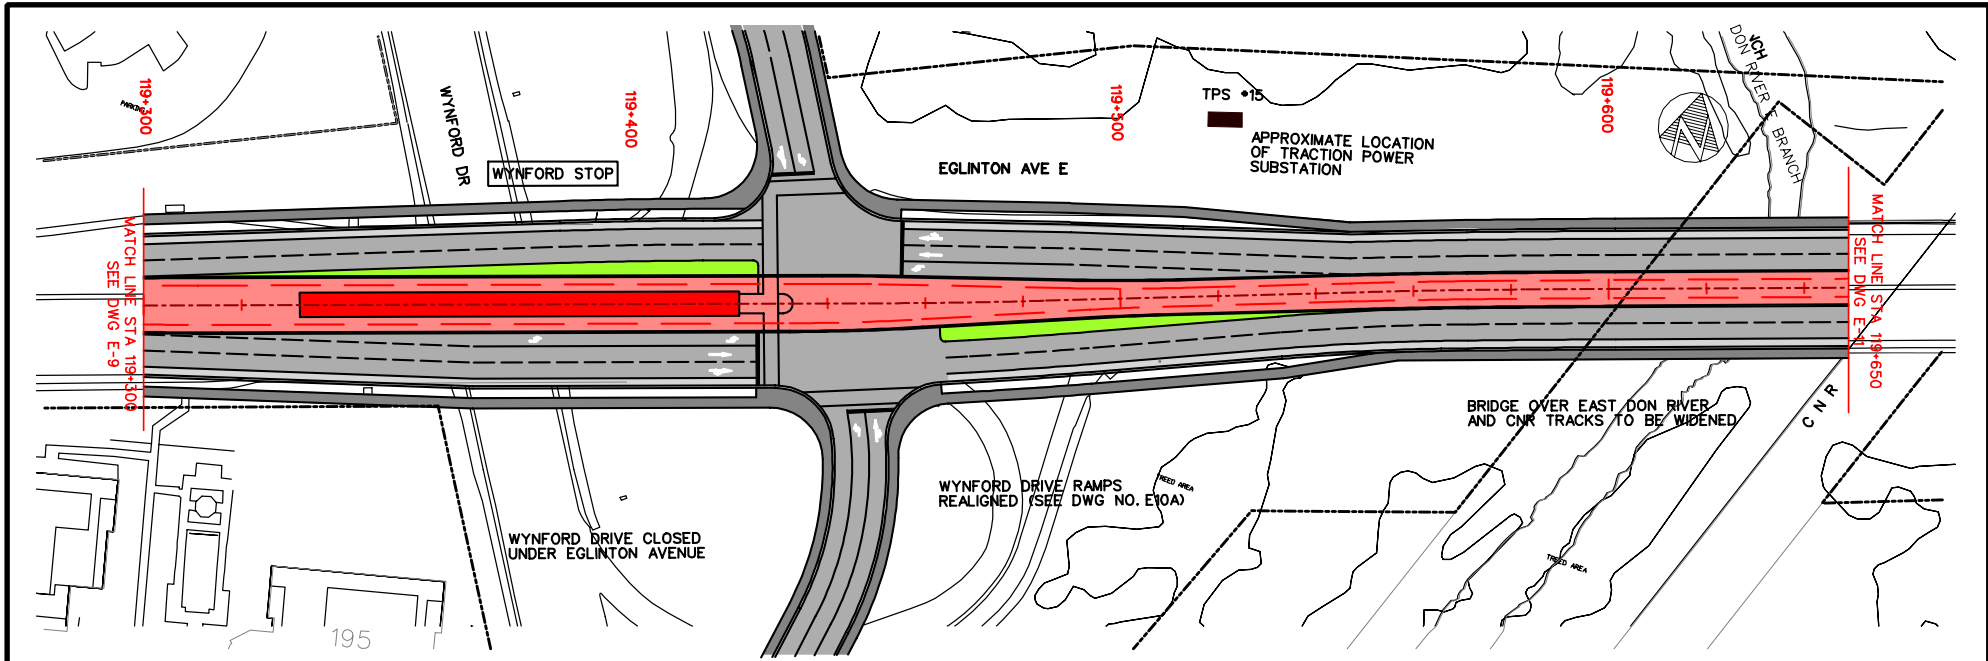 119+300
PARKING
WYNFORD DR
WYNFORD STOP
119+400
EGLINTON AVE E
119+500
TPS #15
APPROXIMATE LOCATION
OF TRACTION POWER
SUBSTATION
119+600
DON RIVER BRANCH
MATCH LINE STA 119+300
SEE DWG E-9
MATCH LINE STA 119+650
SEE DWG E-11
BRIDGE OVER EAST DON RIVER
AND CNR TRACKS TO BE WIDENED
CNR
WYNFORD DRIVE RAMPS
REALIGNED (SEE DWG NO. E10A)
TREED AREA
WYNFORD DRIVE CLOSED
UNDER EGLINTON AVENUE
TREED AREA
195